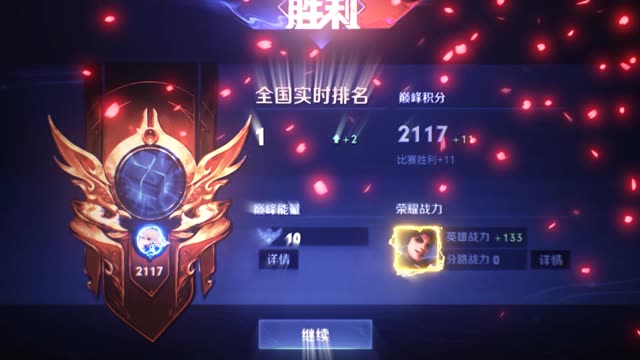 胜利
全国实时排名
巅峰积分
1
+2
2117 +11
比赛胜利+11
巅峰能量
荣耀战力
10
英雄战力 +133
详情
分路战力 0
详情
2117
继续